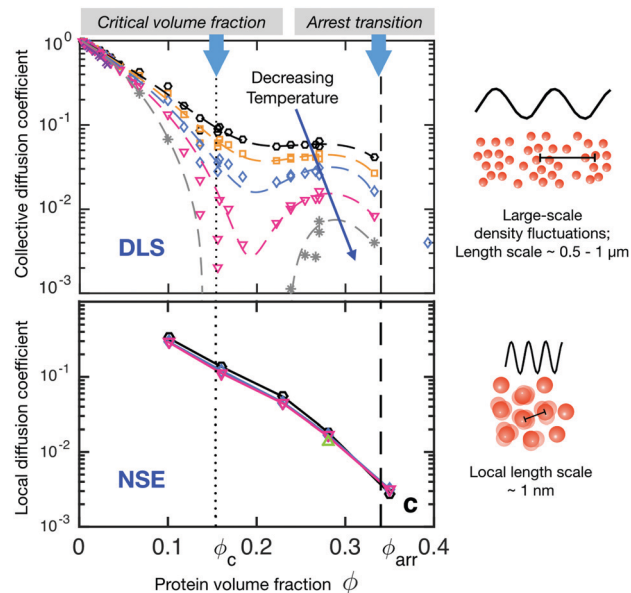 Critical volume fraction
Arrest transition
Collective diffusion coefficient
10^0
10^-1
10^-2
10^-3
Decreasing
Temperature
DLS
Large-scale
density fluctuations;
Length scale ~ 0.5 - 1 μm
Local diffusion coefficient
10^-1
10^-2
10^-3
NSE
c
Local length scale
~ 1 nm
0 0.1 ϕc 0.2 0.3 ϕarr 0.4
Protein volume fraction ϕ